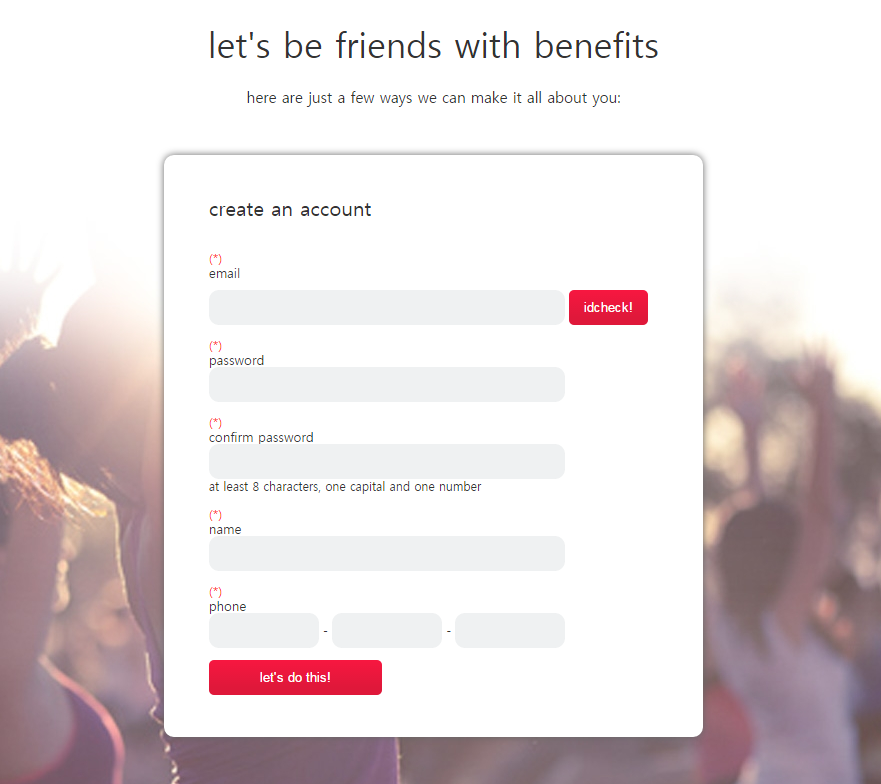 let's be friends with benefits
here are just a few ways we can make it all about you:
create an account
(*)
email
idcheck!
(*)
password
(*)
confirm password
at least 8 characters, one capital and one number
(*)
name
(*)
phone
- -
let's do this!